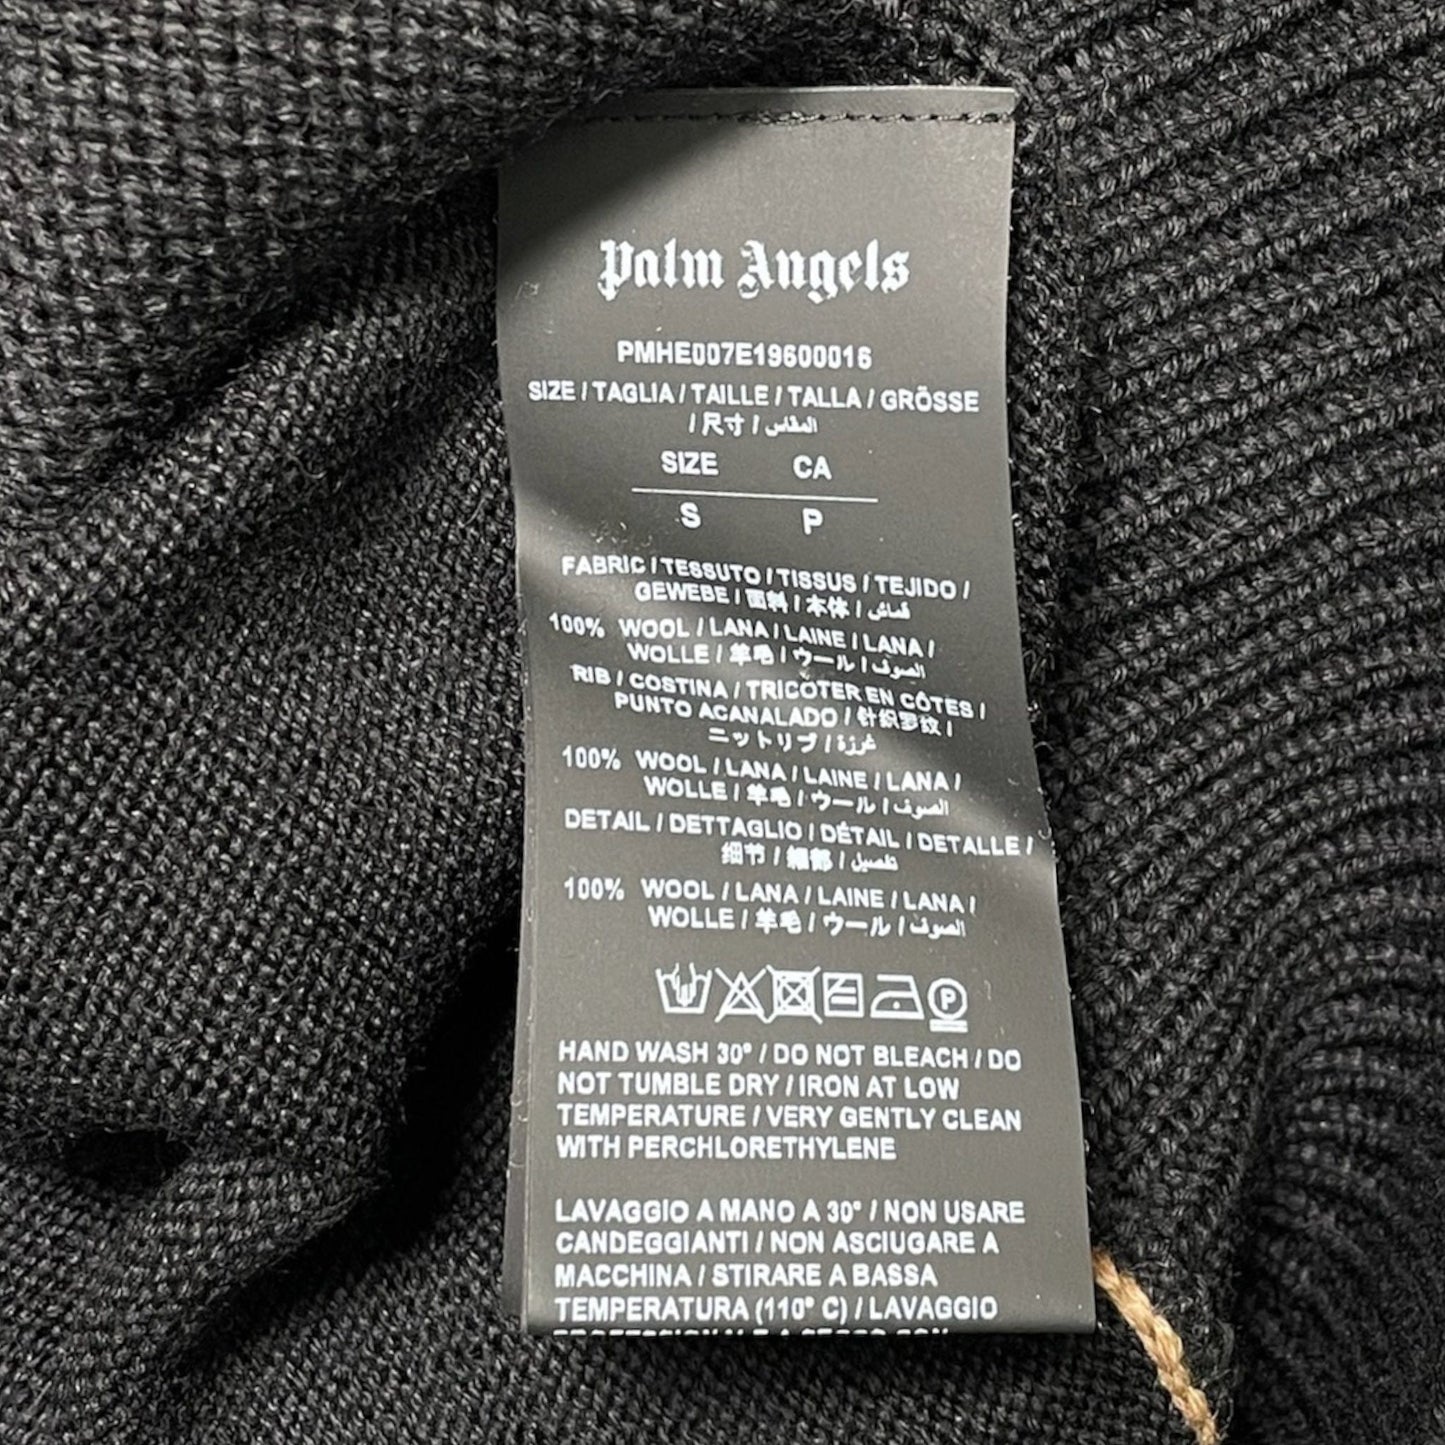 Palm Angels
PMHE007E19600016
SIZE / TAGLIA / TAILLE / TALLA / GRÖSSE
/ 尺寸 / المقاس
SIZE CA
S P
FABRIC / TESSUTO / TISSUS / TEJIDO /
GEWEBE / 面料 / 本体 / قماش
100% WOOL / LANA / LAINE / LANA /
WOLLE / 羊毛 / ウール / الصوف
RIB / COSTINA / TRICOTER EN CÔTES /
PUNTO ACANALADO / 针织罗纹 /
ニットリブ / غرزة
100% WOOL / LANA / LAINE / LANA /
WOLLE / 羊毛 / ウール / الصوف
DETAIL / DETTAGLIO / DÉTAIL / DETALLE /
细节 / 細部 / تفصيل
100% WOOL / LANA / LAINE / LANA /
WOLLE / 羊毛 / ウール / الصوف
P
HAND WASH 30° / DO NOT BLEACH / DO
NOT TUMBLE DRY / IRON AT LOW
TEMPERATURE / VERY GENTLY CLEAN
WITH PERCHLORETHYLENE
LAVAGGIO A MANO A 30° / NON USARE
CANDEGGIANTI / NON ASCIUGARE A
MACCHINA / STIRARE A BASSA
TEMPERATURA (110° C) / LAVAGGIO